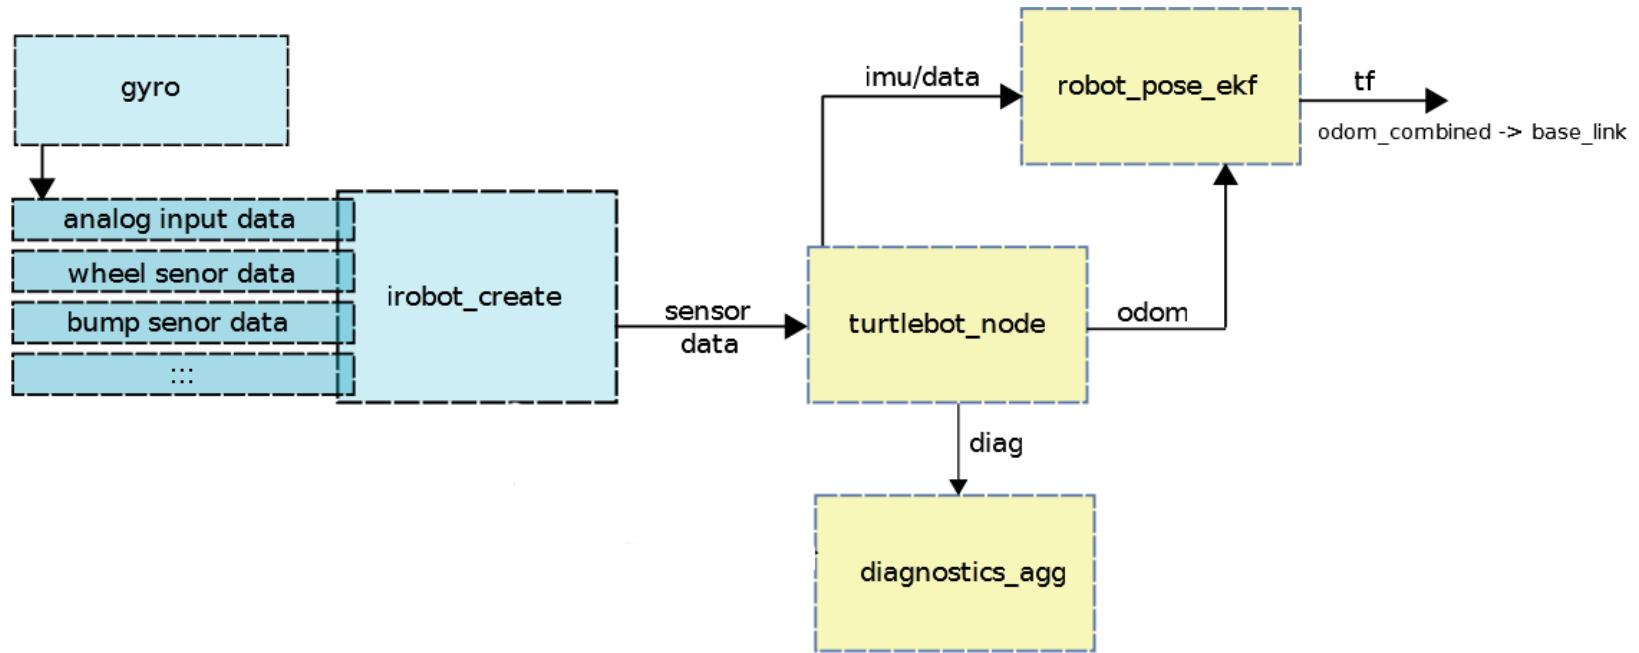 gyro
analog input data
wheel senor data
bump senor data
:::
irobot_create
sensor
data
turtlebot_node
imu/data
odom
robot_pose_ekf
tf
odom_combined -> base_link
diag
diagnostics_agg